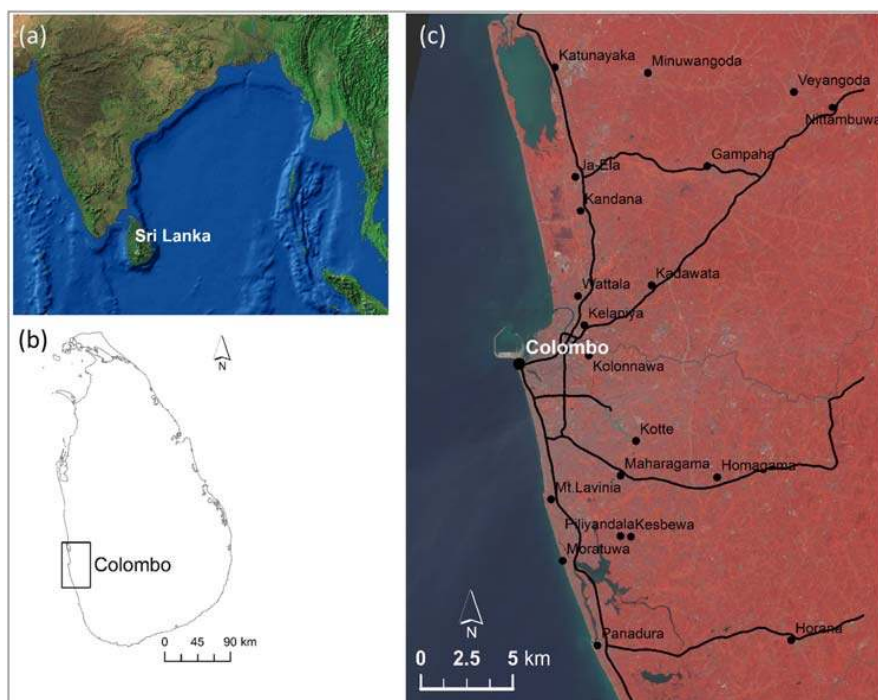 (a)
Sri Lanka
(b)
N
Colombo
0 45 90 km
(c)
Katunayaka
Minuwangoda
Veyangoda
Nittambuwa
Gampaha
Ja-Ela
Kandana
Kadawata
Wattala
Kelaniya
Colombo
Kolonnawa
Kotte
Maharagama
Homagama
Mt.Lavinia
Piliyandala
Kesbewa
Moratuwa
N
Panadura
Horana
0 2.5 5 km